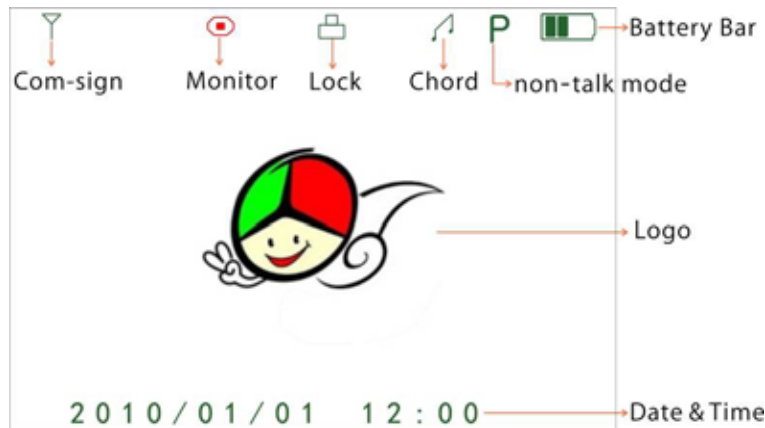 P Battery Bar
Com-sign Monitor Lock Chord non-talk mode
Logo
2010/01/01 12:00 Date & Time